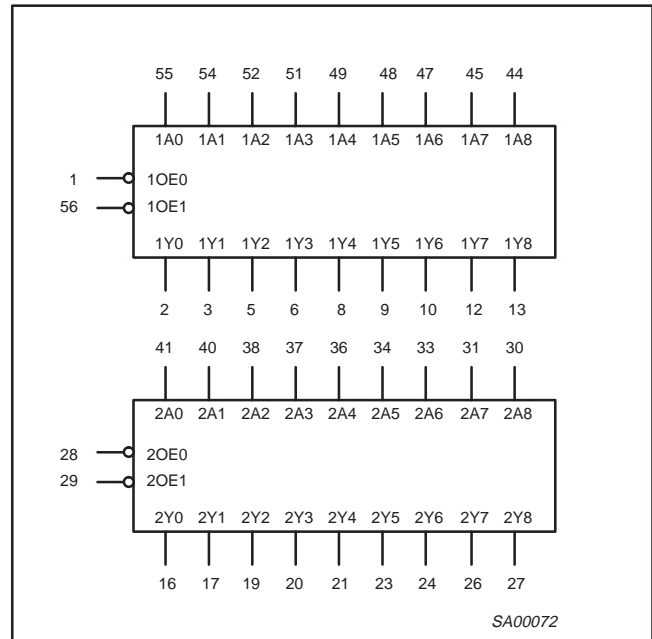 55 54 52 51 49 48 47 45 44
1A0 1A1 1A2 1A3 1A4 1A5 1A6 1A7 1A8
1 1OE0
56 1OE1
1Y0 1Y1 1Y2 1Y3 1Y4 1Y5 1Y6 1Y7 1Y8
2 3 5 6 8 9 10 12 13
41 40 38 37 36 34 33 31 30
2A0 2A1 2A2 2A3 2A4 2A5 2A6 2A7 2A8
28 2OE0
29 2OE1
2Y0 2Y1 2Y2 2Y3 2Y4 2Y5 2Y6 2Y7 2Y8
16 17 19 20 21 23 24 26 27
SA00072